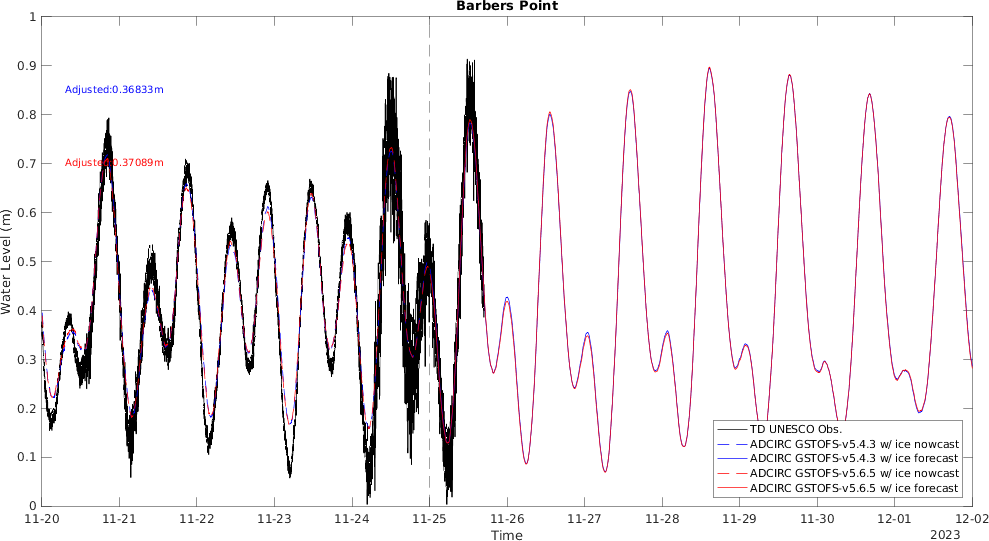 Barbers Point
1
0.9
0.8
0.7
0.6
0.5
0.4
0.3
0.2
0.1
0
Water Level (m)
Adjusted:0.36833m
Adjusted:0.37089m
TD UNESCO Obs.
ADCIRC GSTOFS-v5.4.3 w/ ice nowcast
ADCIRC GSTOFS-v5.4.3 w/ ice forecast
ADCIRC GSTOFS-v5.6.5 w/ ice nowcast
ADCIRC GSTOFS-v5.6.5 w/ ice forecast
11-20 11-21 11-22 11-23 11-24 11-25 11-26 11-27 11-28 11-29 11-30 12-01 12-02
Time
2023